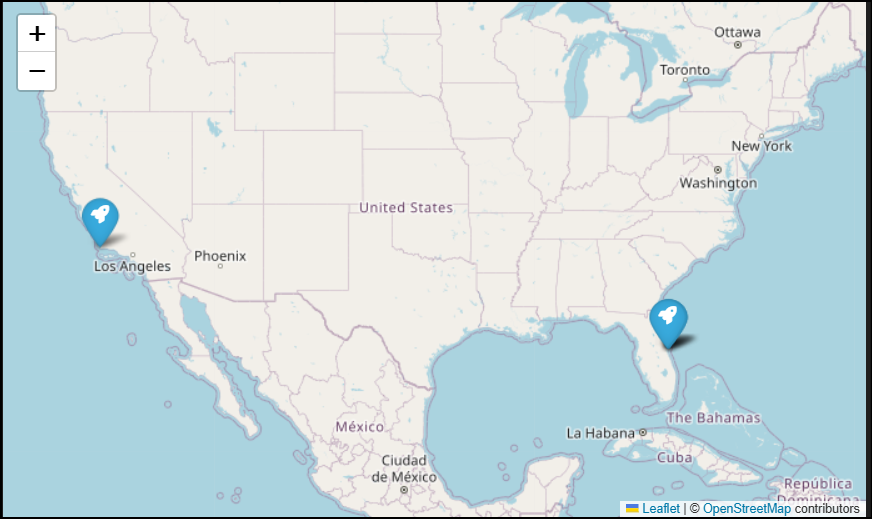 +
−
Ottawa
Toronto
New York
Washington
United States
Los Angeles
Phoenix
México
Ciudad
de México
La Habana
The Bahamas
Cuba
República
Dominicana
Leaflet | © OpenStreetMap contributors